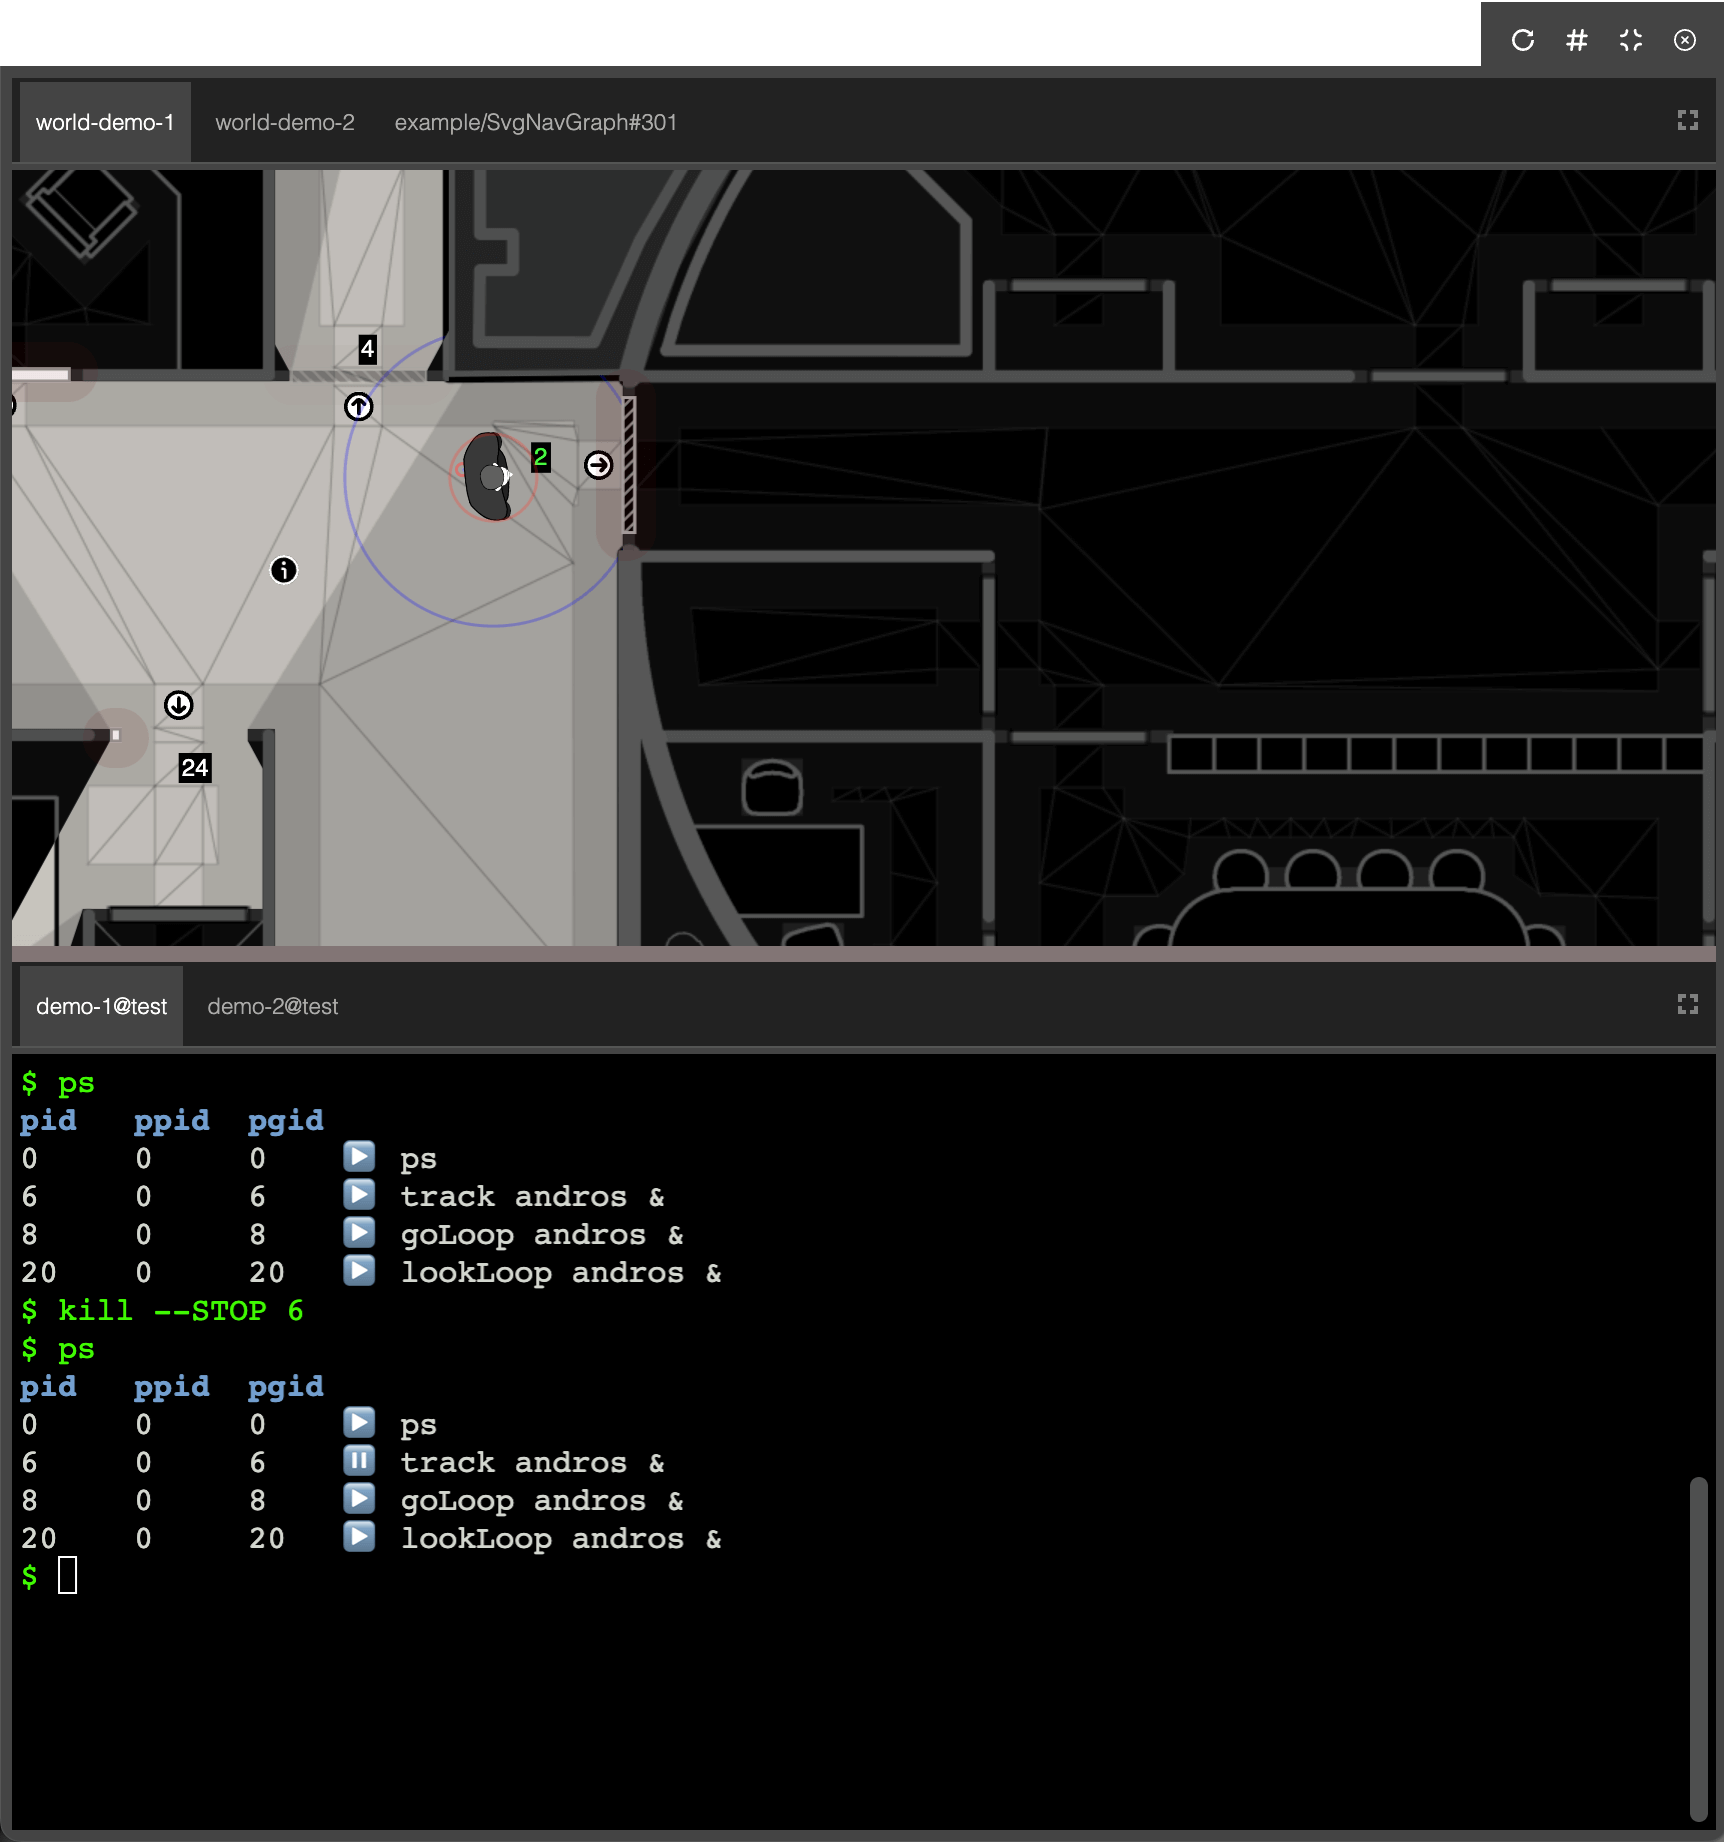 world-demo-1 world-demo-2 example/SvgNavGraph#301
4
2
24
demo-1@test demo-2@test
$ ps
pid ppid pgid
0 0 0 ps
6 0 6 track andros &
8 0 8 goLoop andros &
20 0 20 lookLoop andros &
$ kill --STOP 6
$ ps
pid ppid pgid
0 0 0 ps
6 0 6 track andros &
8 0 8 goLoop andros &
20 0 20 lookLoop andros &
$